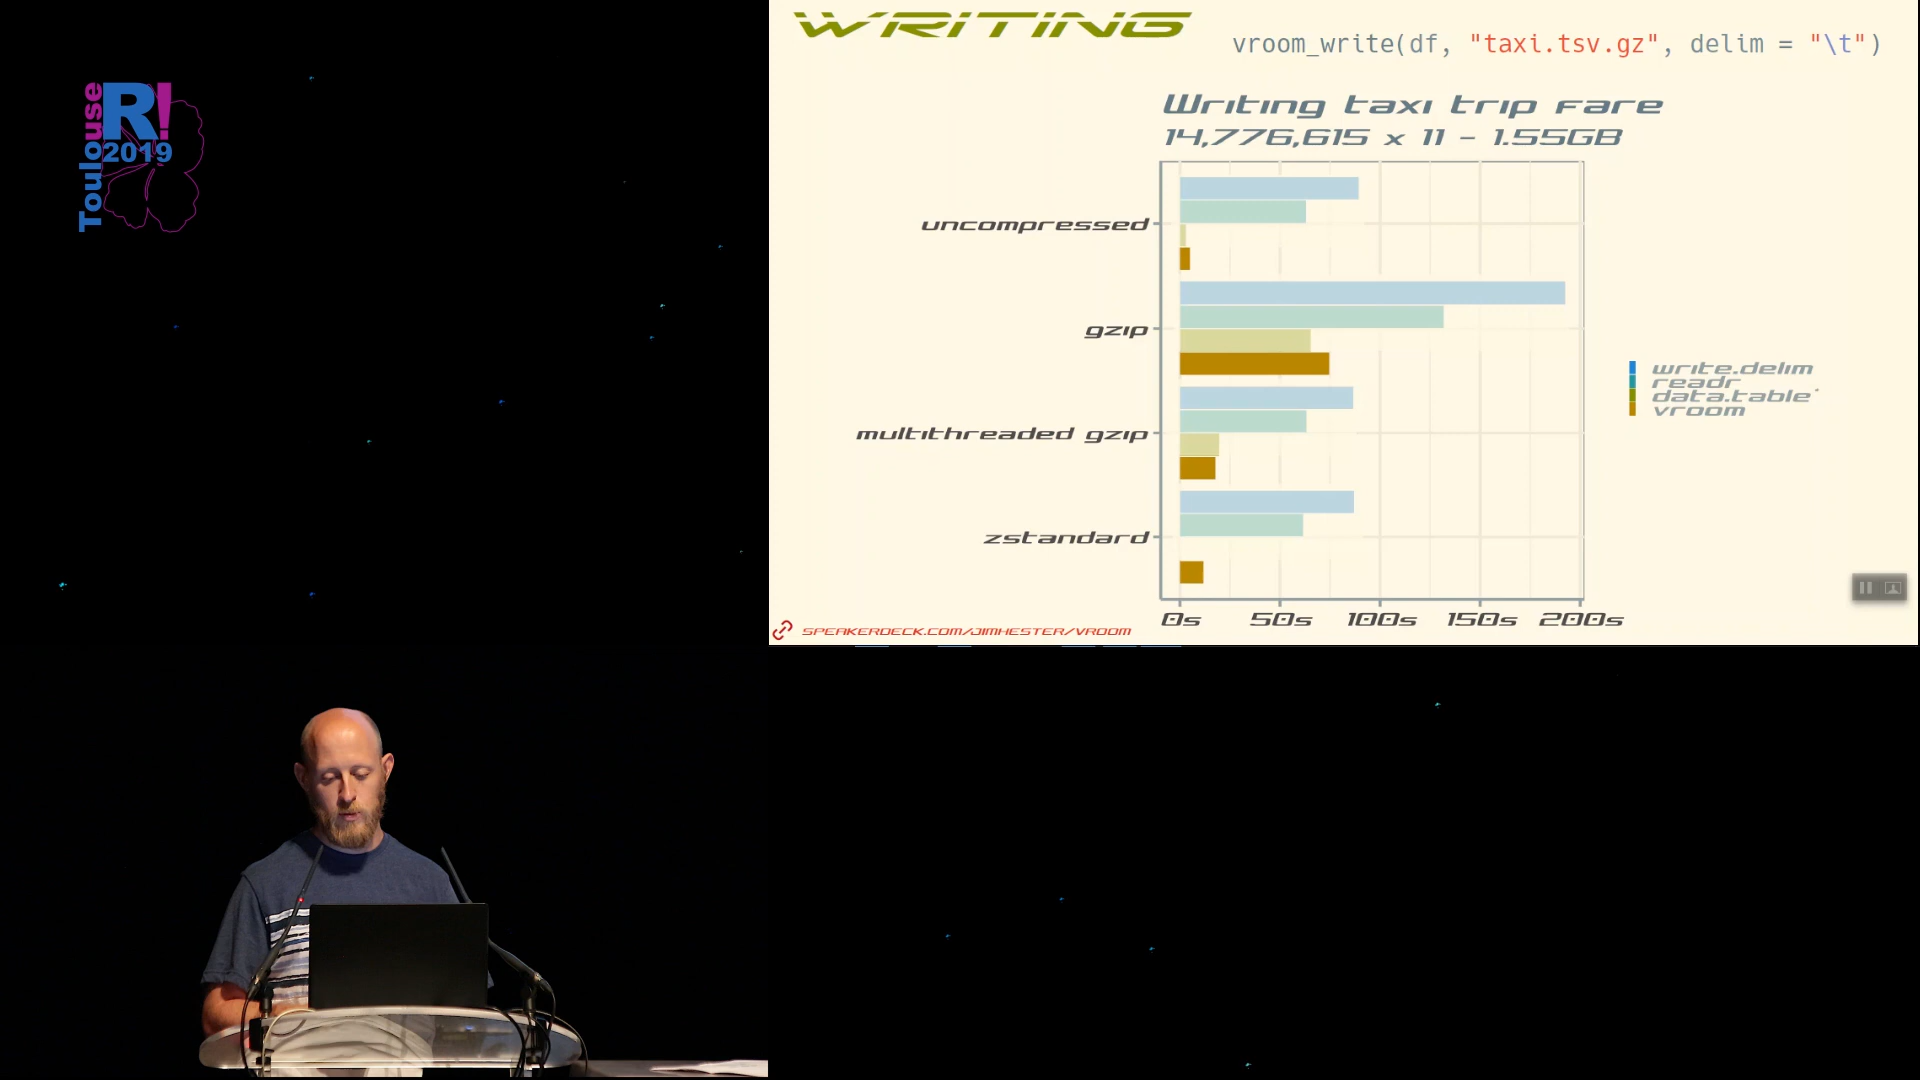 Toulouse
R!
2019
WRITING
vroom_write(df, "taxi.tsv.gz", delim = "\t")
Writing taxi trip fare
14,776,615 x 11 - 1.55GB
uncompressed
gzip
multithreaded gzip
zstandard
0s 50s 100s 150s 200s
write.delim
readr
data.table*
vroom
SPEAKERDECK.COM/JIMHESTER/VROOM